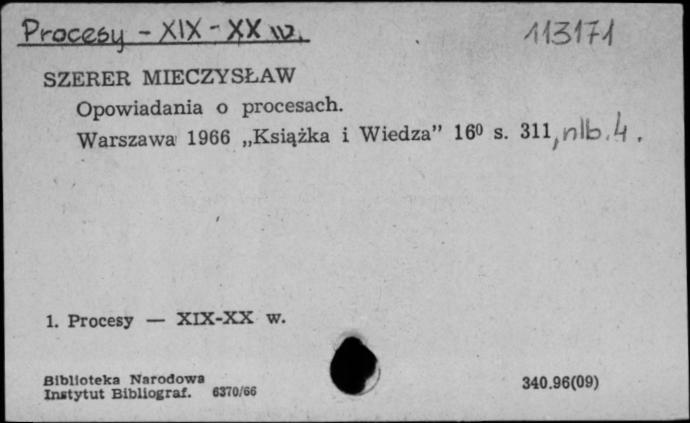 Procesy - XIX - XX w.
113171
SZERER MIECZYSŁAW
Opowiadania o procesach.
Warszawa 1966 „Książka i Wiedza” 16⁰ s. 311, nlb. 4.
1. Procesy — XIX-XX w.
Biblioteka Narodowa
Instytut Bibliograf. 6370/66
340.96(09)